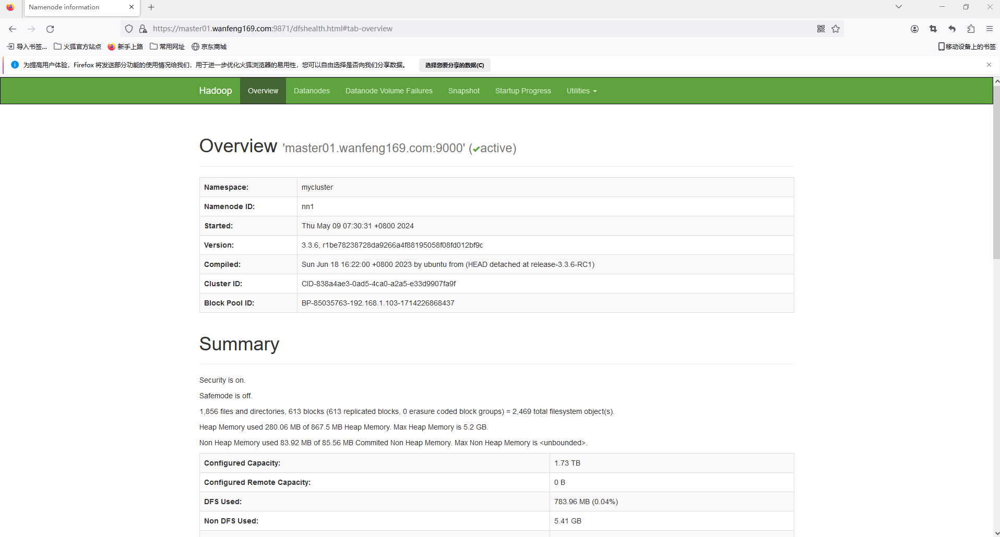 Namenode information
https://master01.wanfeng169.com:9871/dfshealth.html#tab-overview
导入书签... 火狐官方站点 新手上路 常用网址 京东商城 移动设备上的书签
为提高用户体验，Firefox 将发送部分功能的使用情况给我们，用于进一步优化火狐浏览器的易用性，您可以自由选择是否向我们分享数据。 选择您要分享的数据(C)
Hadoop Overview Datanodes Datanode Volume Failures Snapshot Startup Progress Utilities
Overview 'master01.wanfeng169.com:9000' (✔active)
Namespace: mycluster
Namenode ID: nn1
Started: Thu May 09 07:30:31 +0800 2024
Version: 3.3.6, r1be78238728da9266a4f88195058f08fd012bf9c
Compiled: Sun Jun 18 16:22:00 +0800 2023 by ubuntu from (HEAD detached at release-3.3.6-RC1)
Cluster ID: CID-838a4ae3-0ad5-4ca0-a2a5-e33d9907fa9f
Block Pool ID: BP-85035763-192.168.1.103-1714226868437
Summary
Security is on.
Safemode is off.
1,856 files and directories, 613 blocks (613 replicated blocks, 0 erasure coded block groups) = 2,469 total filesystem object(s).
Heap Memory used 280.06 MB of 867.5 MB Heap Memory. Max Heap Memory is 5.2 GB.
Non Heap Memory used 83.92 MB of 85.56 MB Commited Non Heap Memory. Max Non Heap Memory is <unbounded>.
Configured Capacity: 1.73 TB
Configured Remote Capacity: 0 B
DFS Used: 783.96 MB (0.04%)
Non DFS Used: 5.41 GB